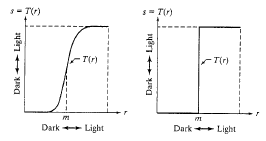 s = T(r)
Dark ◄► Light
T(r)
m
r
Dark ◄► Light
s = T(r)
Dark ◄► Light
T(r)
m
r
Dark ◄► Light